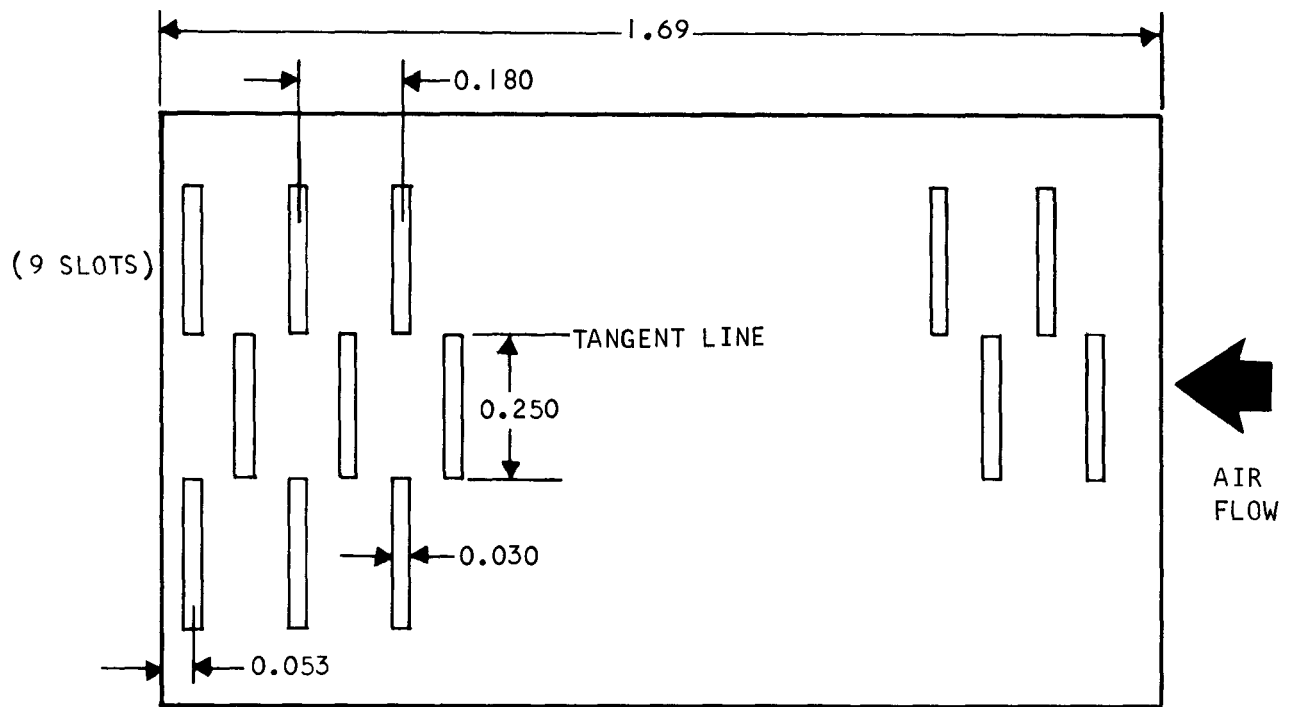 1.69
0.180
(9 SLOTS)
TANGENT LINE
0.250
AIR
FLOW
0.030
0.053